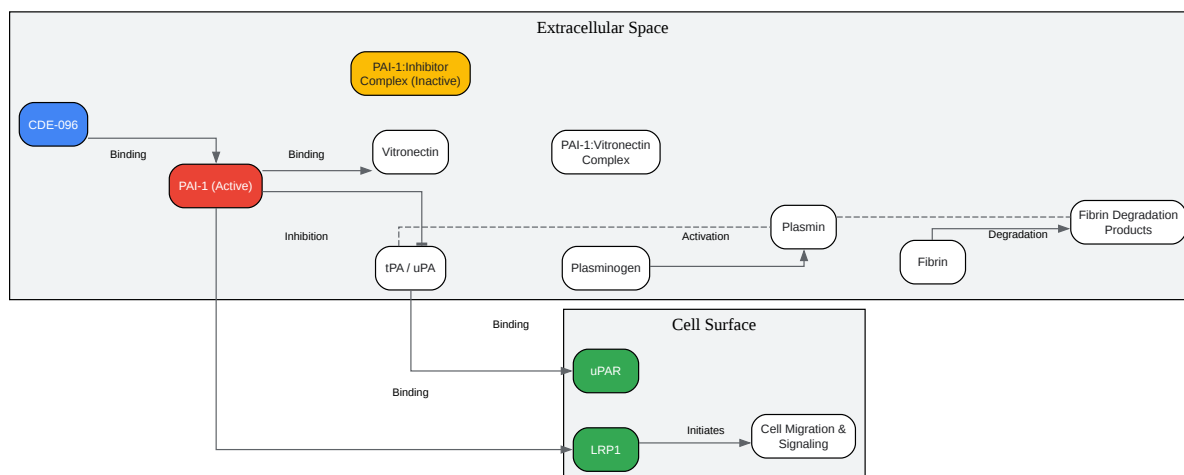 Extracellular Space
PAI-1:Inhibitor
Complex (Inactive)
CDE-096
Binding
Binding
Vitronectin
PAI-1:Vitronectin
Complex
PAI-1 (Active)
Inhibition
tPA / uPA
Plasminogen
Activation
Plasmin
Fibrin
Degradation
Fibrin Degradation
Products
Binding
Cell Surface
uPAR
Binding
LRP1
Initiates
Cell Migration &
Signaling